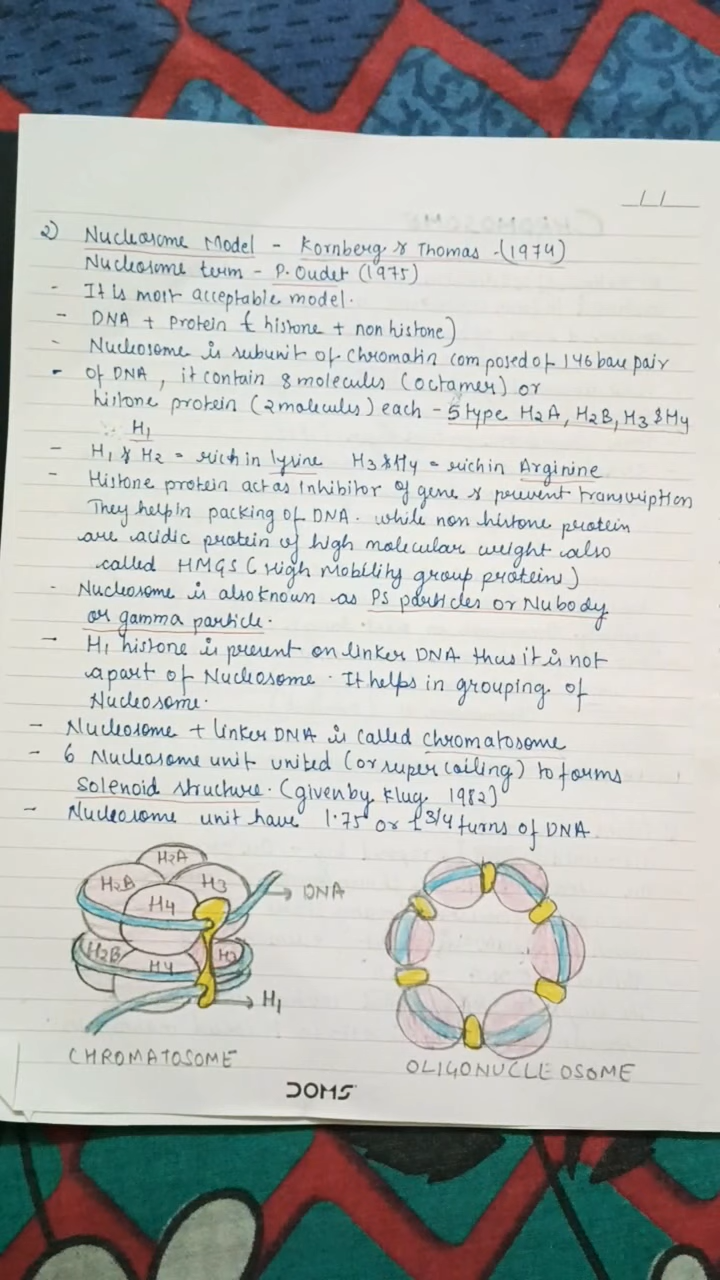 2) Nucleosome Model - Kornberg & Thomas - (1974)
Nucleosome term - P. Oudet (1975)
- It is most acceptable model.
- DNA + Protein ( histone + non histone)
- Nucleosome is subunit of Chromatin composed of 146 base pair
- of DNA, it contain 8 molecules (octamer) or
histone protein (2 molecules) each - 5 type H2A, H2B, H3 & H4
H1
- H1 & H2 = rich in lysine H3 & H4 = rich in Arginine
- Histone protein act as Inhibitor of gene & prevent transcription
They help in packing of DNA. while non histone protein
are acidic protein of high molecular weight also
called HMGS (High Mobility group proteins)
- Nucleosome is also known as PS particles or Nubody
or gamma particle.
- H1 histone is present on linker DNA thus it is not
apart of Nucleosome. It helps in grouping of
Nucleosome.
- Nucleosome + linker DNA is called chromatosome
- 6 Nucleosome unit united (or super coiling) to forms
Solenoid structure. (given by Klug 1982)
- Nucleosome unit have 1.75 or 1 3/4 turns of DNA.
H2A
H2B H3
H4
DNA
H2B H4 H3
H1
CHROMATOSOME
OLIGONUCLEOSOME
DOMS